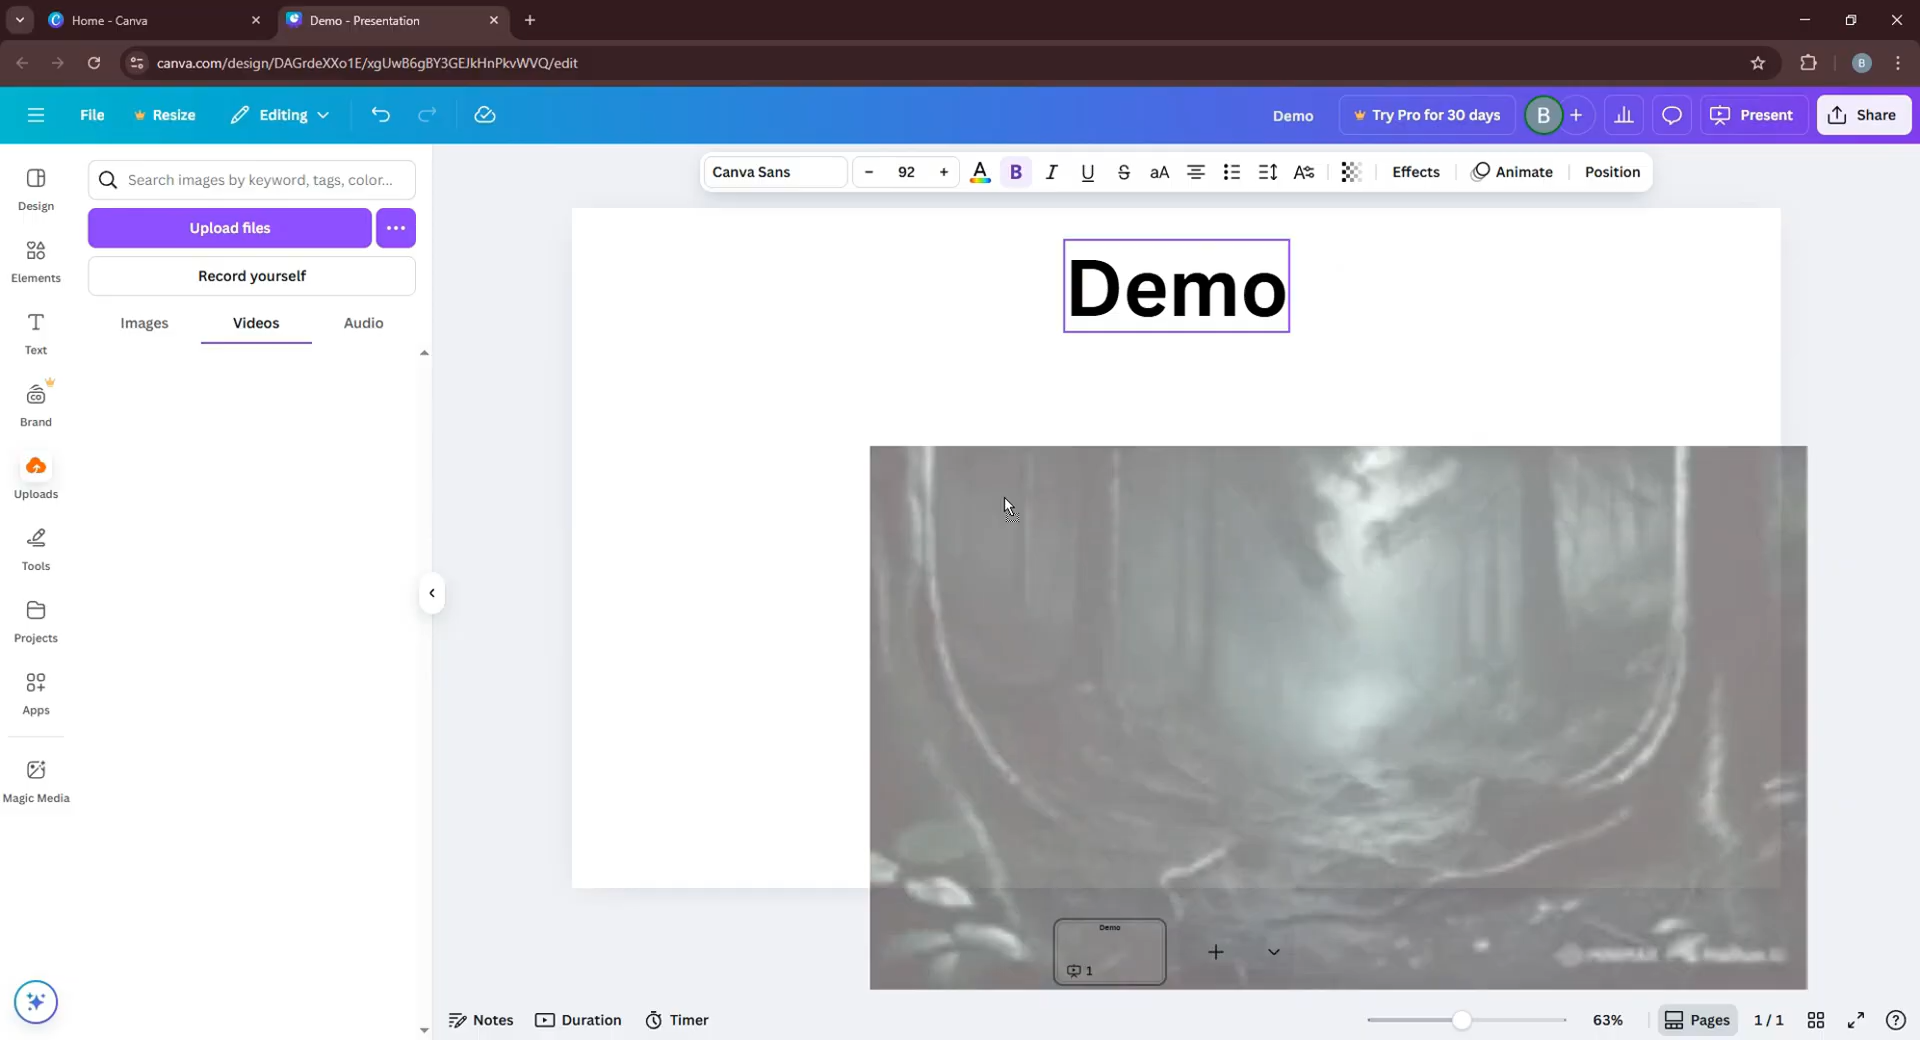 Home - Canva
Demo - Presentation
canva.com/design/DAGrdeXXo1E/xgUwB6gBY3GEJkHnPkvWVQ/edit
B
File
Resize
Editing
Demo
Try Pro for 30 days
B
Present
Share
Design
Elements
Text
Brand
Uploads
Tools
Projects
Apps
Magic Media
Search images by keyword, tags, color...
Upload files
Record yourself
Images
Videos
Audio
Canva Sans
92
B
I
U
S
aA
Effects
Animate
Position
Demo
Demo
1
Notes
Duration
Timer
63%
Pages
1 / 1